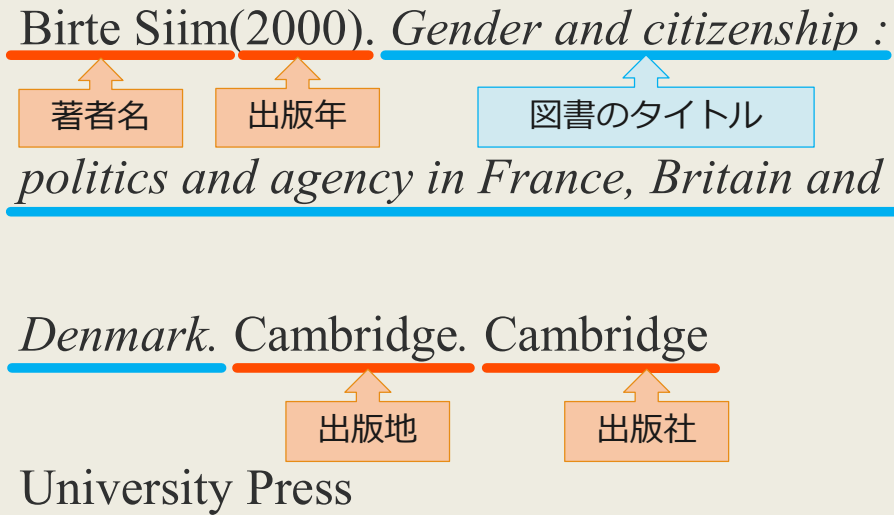 Birte Siim(2000). Gender and citizenship :
著者名
出版年
図書のタイトル
politics and agency in France, Britain and
Denmark. Cambridge. Cambridge
出版地
出版社
University Press